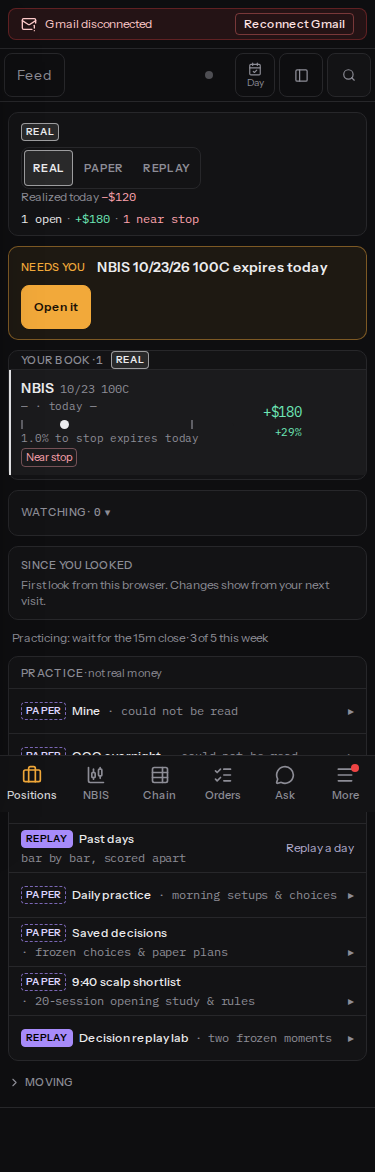 Gmail disconnected
Reconnect Gmail
Feed
Day
REAL
REAL PAPER REPLAY
Realized today −$120
1 open · +$180 · 1 near stop
NEEDS YOU NBIS 10/23/26 100C expires today
Open it
YOUR BOOK · 1 REAL
NBIS 10/23 100C
— · today —
+$180
1.0% to stop expires today
+29%
Near stop
WATCHING · 0 ▾
SINCE YOU LOOKED
First look from this browser. Changes show from your next visit.
Practicing: wait for the 15m close · 3 of 5 this week
PRACTICE · not real money
PAPER Mine · could not be read ▸
Positions NBIS Chain Orders Ask More
REPLAY Past days
bar by bar, scored apart
Replay a day
PAPER Daily practice · morning setups & choices ▸
PAPER Saved decisions
· frozen choices & paper plans ▸
PAPER 9:40 scalp shortlist
· 20-session opening study & rules ▸
REPLAY Decision replay lab · two frozen moments ▸
MOVING